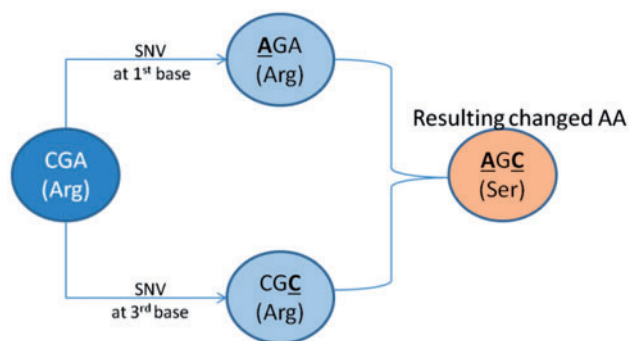 SNV
at 1st base
AGA
(Arg)
Resulting changed AA
CGA
(Arg)
AGC
(Ser)
SNV
at 3rd base
CGC
(Arg)